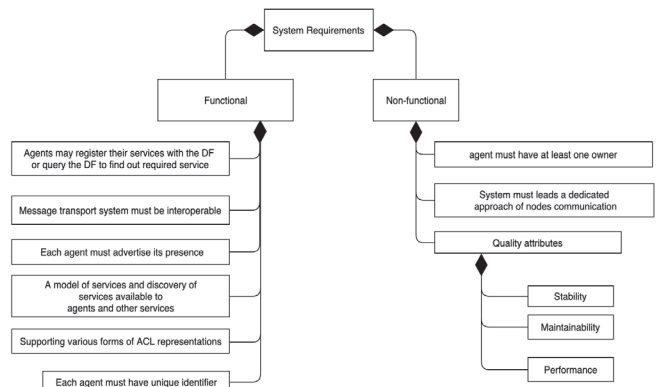 System Requirements
Functional
Non-functional
Agents may register their services with the DF
or query the DF to find out required service
Message transport system must be interoperable
Each agent must advertise its presence
A model of services and discovery of
services available to
agents and other services
Supporting various forms of ACL representations
Each agent must have unique identifier
agent must have at least one owner
System must leads a dedicated
approach of nodes communication
Quality attributes
Stability
Maintainability
Performance